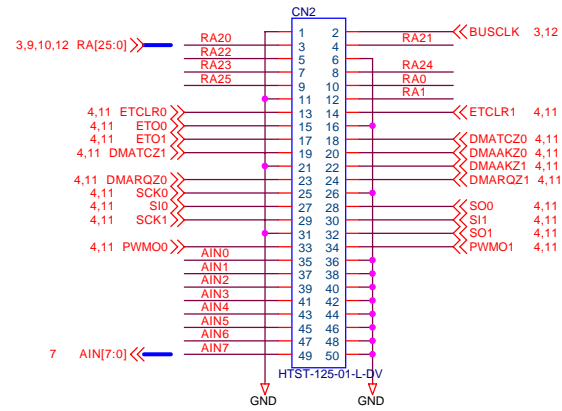 CN2
1 2 BUSCLK 3,12
3,9,10,12 RA[25:0] RA20 3 4 RA21
RA22 5 6
RA23 7 8 RA24
RA25 9 10 RA0
11 12 RA1
4,11 ETCLR0 13 14 ETCLR1 4,11
4,11 ETO0 15 16
4,11 ETO1 17 18 DMATCZ0 4,11
4,11 DMATCZ1 19 20 DMAAKZ0 4,11
21 22 DMAAKZ1 4,11
4,11 DMARQZ0 23 24 DMARQZ1 4,11
4,11 SCK0 25 26
4,11 SI0 27 28 SO0 4,11
4,11 SCK1 29 30 SI1 4,11
31 32 SO1 4,11
4,11 PWMO0 33 34 PWMO1 4,11
AIN0 35 36
AIN1 37 38
AIN2 39 40
AIN3 41 42
AIN4 43 44
AIN5 45 46
AIN6 47 48
7 AIN[7:0] AIN7 49 50
HTST-125-01-L-DV
GND GND